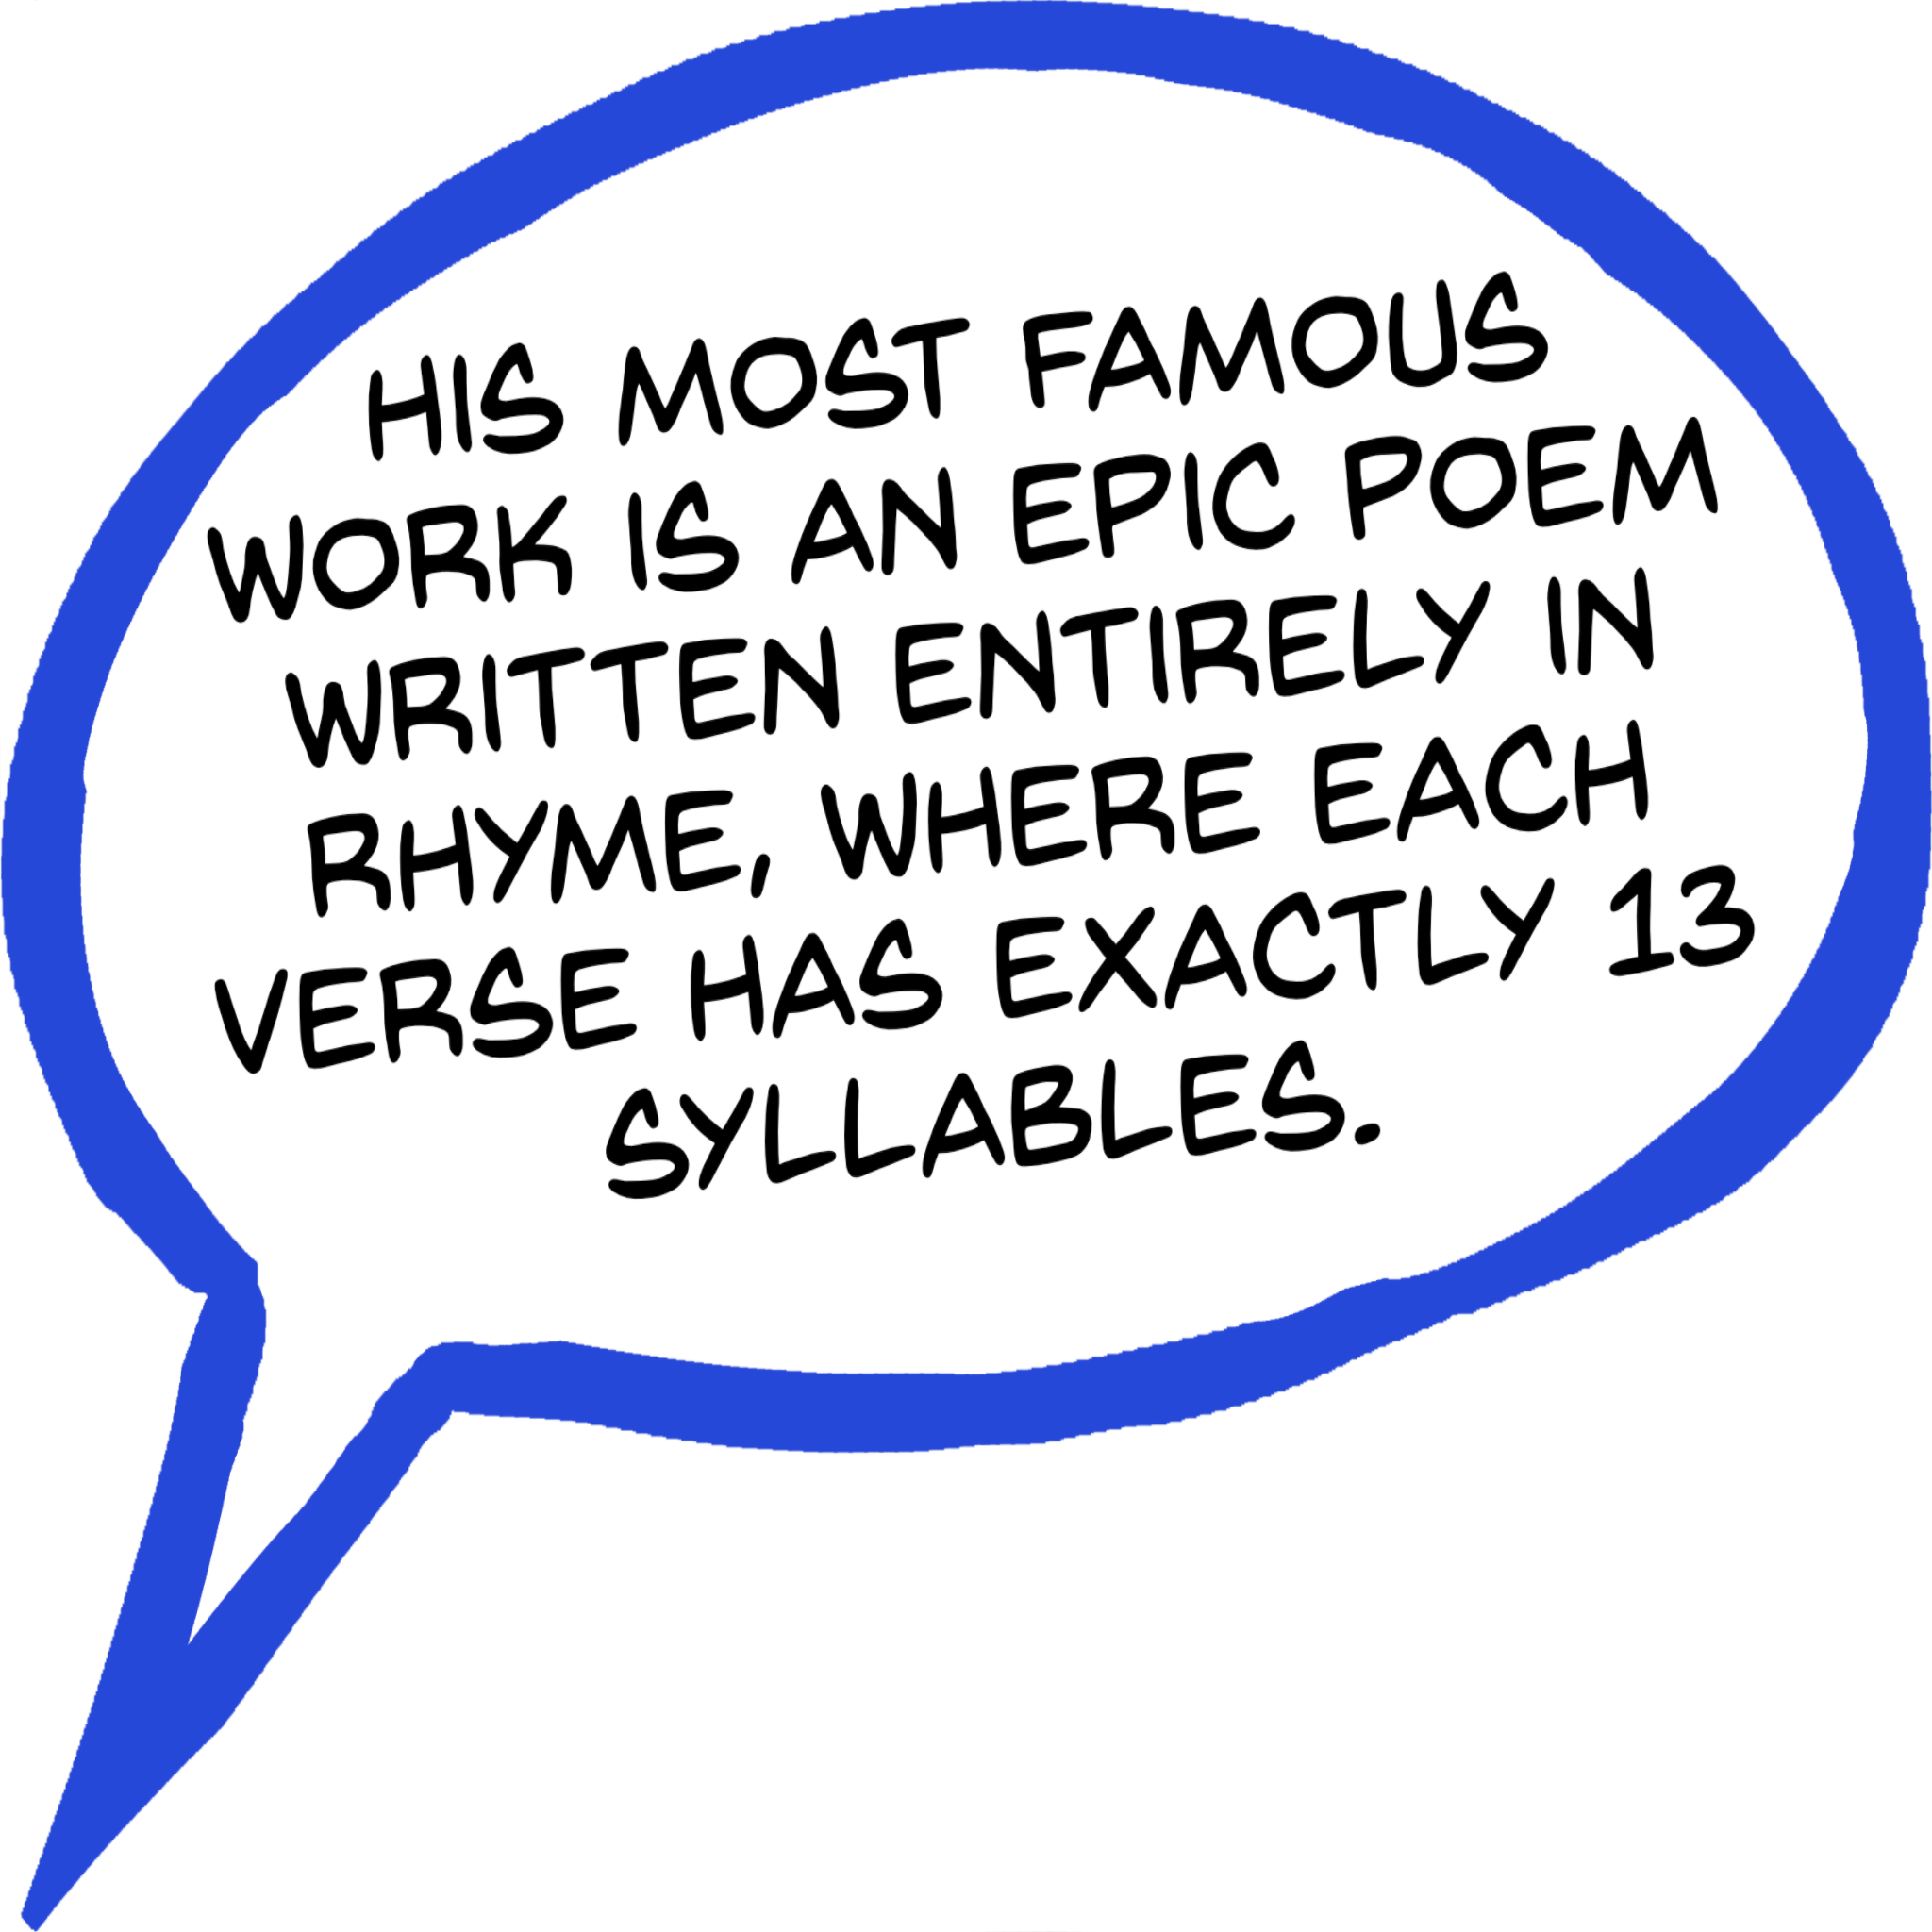 HIS MOST FAMOUS
WORK IS AN EPIC POEM
WRITTEN ENTIRELY IN
RHYME, WHERE EACH
VERSE HAS EXACTLY 13
SYLLABLES.